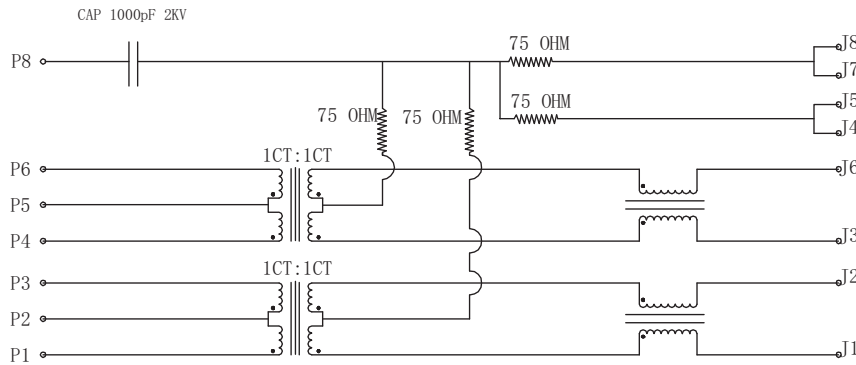 CAP 1000pF 2KV
75 OHM
J8
P8
J7
75 OHM
J5
75 OHM
75 OHM
J4
1CT:1CT
P6
J6
P5
P4
J3
1CT:1CT
P3
J2
P2
P1
J1